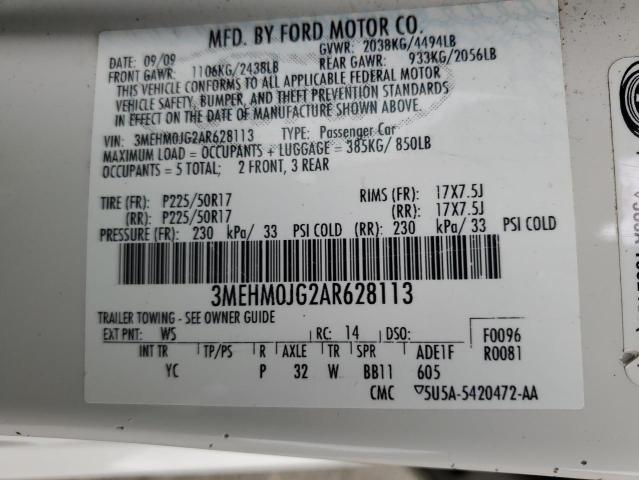 MFD. BY FORD MOTOR CO.
DATE: 09/09 GVWR: 2038KG/4494LB
FRONT GAWR: 1106KG/2438LB REAR GAWR: 933KG/2056LB
THIS VEHICLE CONFORMS TO ALL APPLICABLE FEDERAL MOTOR
VEHICLE SAFETY, BUMPER, AND THEFT PREVENTION STANDARDS
IN EFFECT ON THE DATE OF MANUFACTURE SHOWN ABOVE.
VIN: 3MEHM0JG2AR628113 TYPE: Passenger Car
MAXIMUM LOAD = OCCUPANTS + LUGGAGE = 385KG/ 850LB
OCCUPANTS = 5 TOTAL; 2 FRONT, 3 REAR
TIRE (FR): P225/50R17 RIMS (FR): 17X7.5J
(RR): P225/50R17 (RR): 17X7.5J
PRESSURE (FR): 230 kPa/ 33 PSI COLD (RR): 230 kPa/ 33 PSI COLD
3MEHM0JG2AR628113
TRAILER TOWING - SEE OWNER GUIDE
EXT PNT: WS RC: 14 DSO: F0096
INT TR TP/PS R AXLE TR SPR ADE1F R0081
YC P 32 W BB11 605
CMC 5U5A-5420472-AA